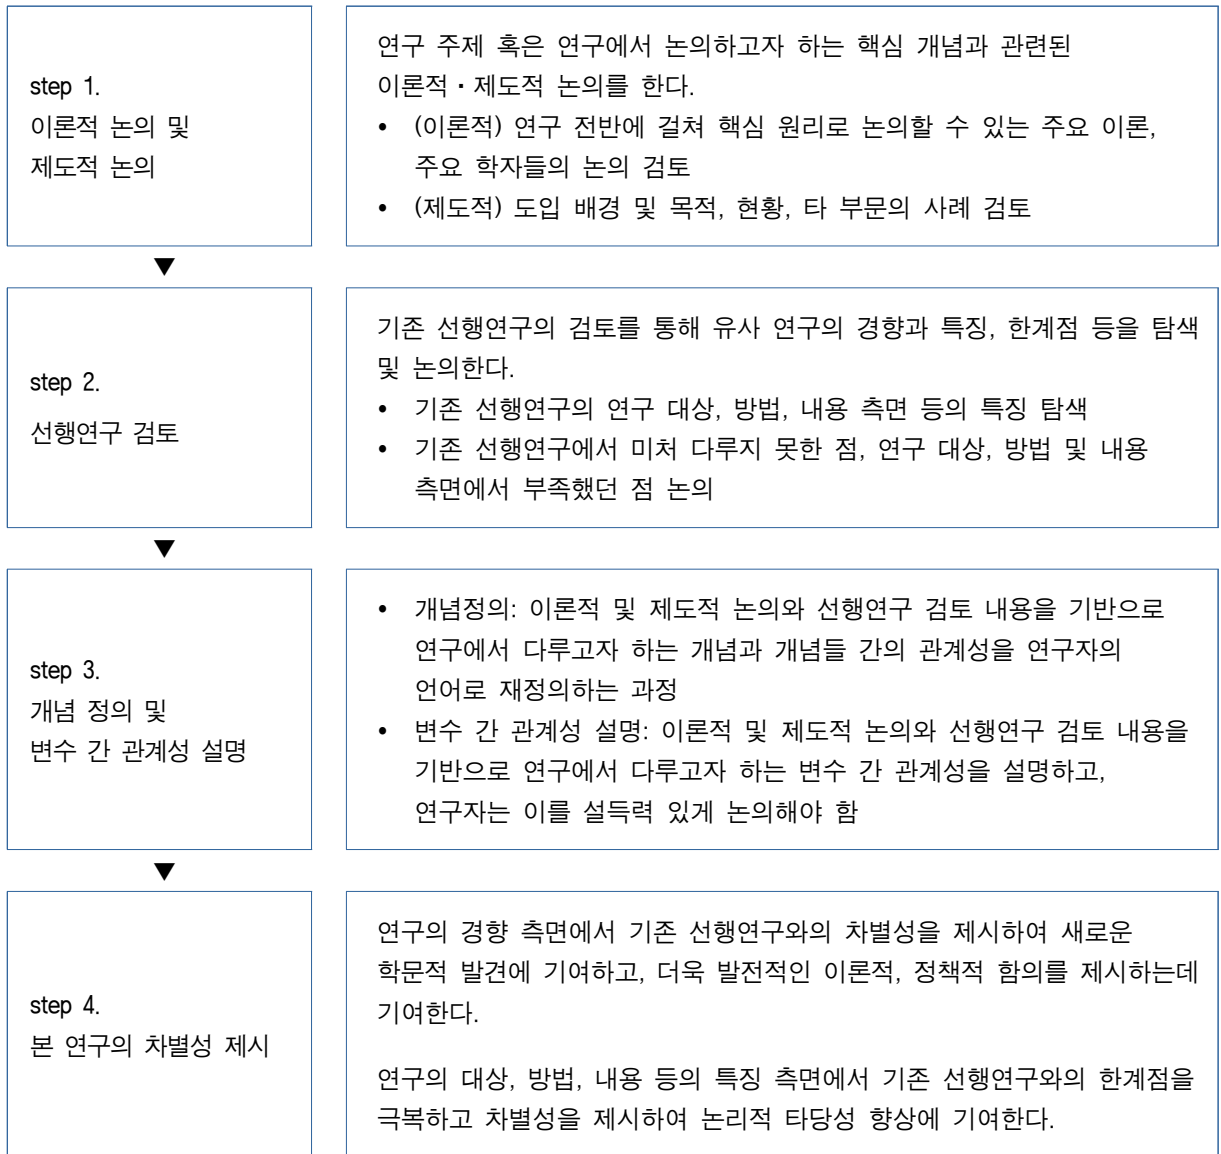 step 1.
이론적 논의 및
제도적 논의
연구 주제 혹은 연구에서 논의하고자 하는 핵심 개념과 관련된
이론적·제도적 논의를 한다.
• (이론적) 연구 전반에 걸쳐 핵심 원리로 논의할 수 있는 주요 이론,
주요 학자들의 논의 검토
• (제도적) 도입 배경 및 목적, 현황, 타 부문의 사례 검토
▼
step 2.
선행연구 검토
기존 선행연구의 검토를 통해 유사 연구의 경향과 특징, 한계점 등을 탐색
및 논의한다.
• 기존 선행연구의 연구 대상, 방법, 내용 측면 등의 특징 탐색
• 기존 선행연구에서 미처 다루지 못한 점, 연구 대상, 방법 및 내용
측면에서 부족했던 점 논의
▼
step 3.
개념 정의 및
변수 간 관계성 설명
• 개념정의: 이론적 및 제도적 논의와 선행연구 검토 내용을 기반으로
연구에서 다루고자 하는 개념과 개념들 간의 관계성을 연구자의
언어로 재정의하는 과정
• 변수 간 관계성 설명: 이론적 및 제도적 논의와 선행연구 검토 내용을
기반으로 연구에서 다루고자 하는 변수 간 관계성을 설명하고,
연구자는 이를 설득력 있게 논의해야 함
▼
step 4.
본 연구의 차별성 제시
연구의 경향 측면에서 기존 선행연구와의 차별성을 제시하여 새로운
학문적 발견에 기여하고, 더욱 발전적인 이론적, 정책적 함의를 제시하는데
기여한다.
연구의 대상, 방법, 내용 등의 특징 측면에서 기존 선행연구와의 한계점을
극복하고 차별성을 제시하여 논리적 타당성 향상에 기여한다.